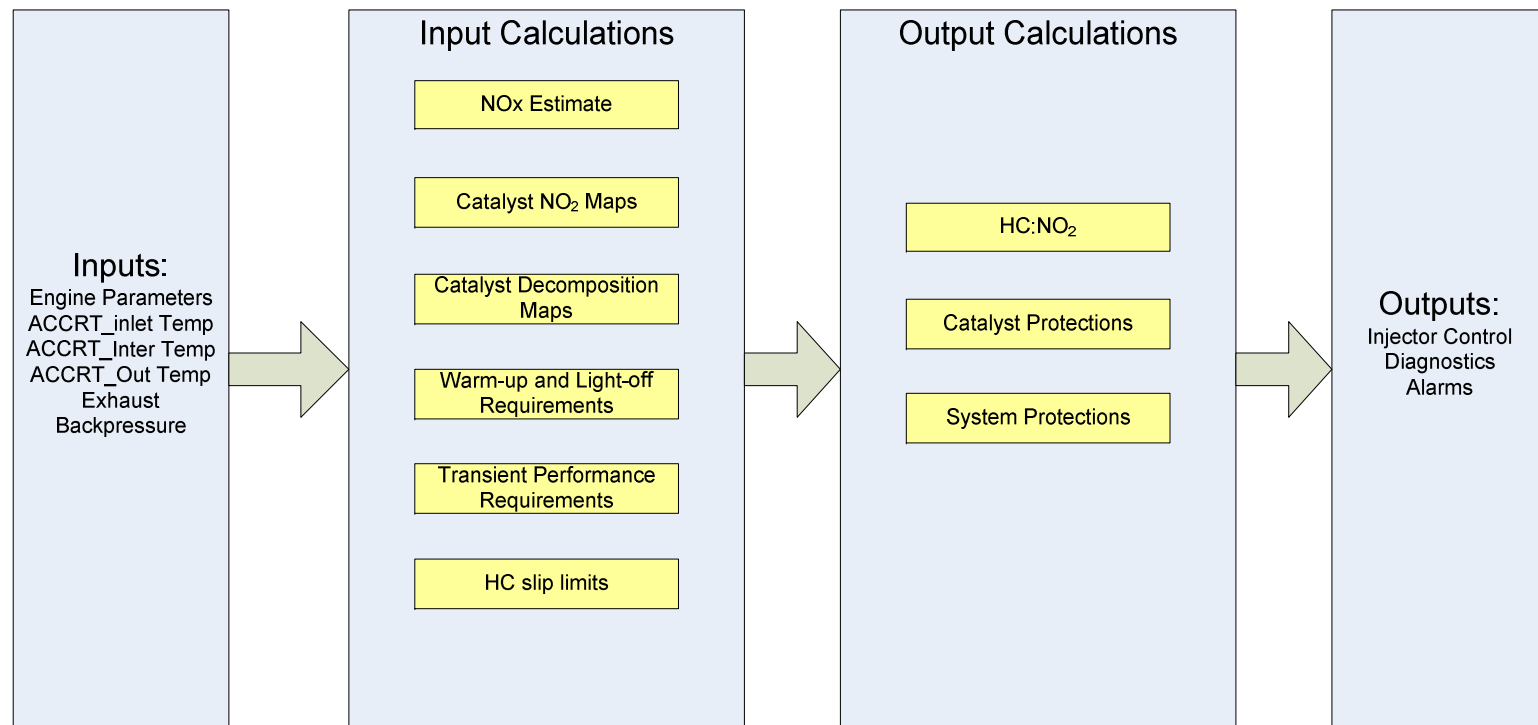 Inputs:
Engine Parameters
ACCRT_inlet Temp
ACCRT_Inter Temp
ACCRT_Out Temp
Exhaust
Backpressure
Input Calculations
NOx Estimate
Catalyst NO₂ Maps
Catalyst Decomposition
Maps
Warm-up and Light-off
Requirements
Transient Performance
Requirements
HC slip limits
Output Calculations
HC:NO₂
Catalyst Protections
System Protections
Outputs:
Injector Control
Diagnostics
Alarms